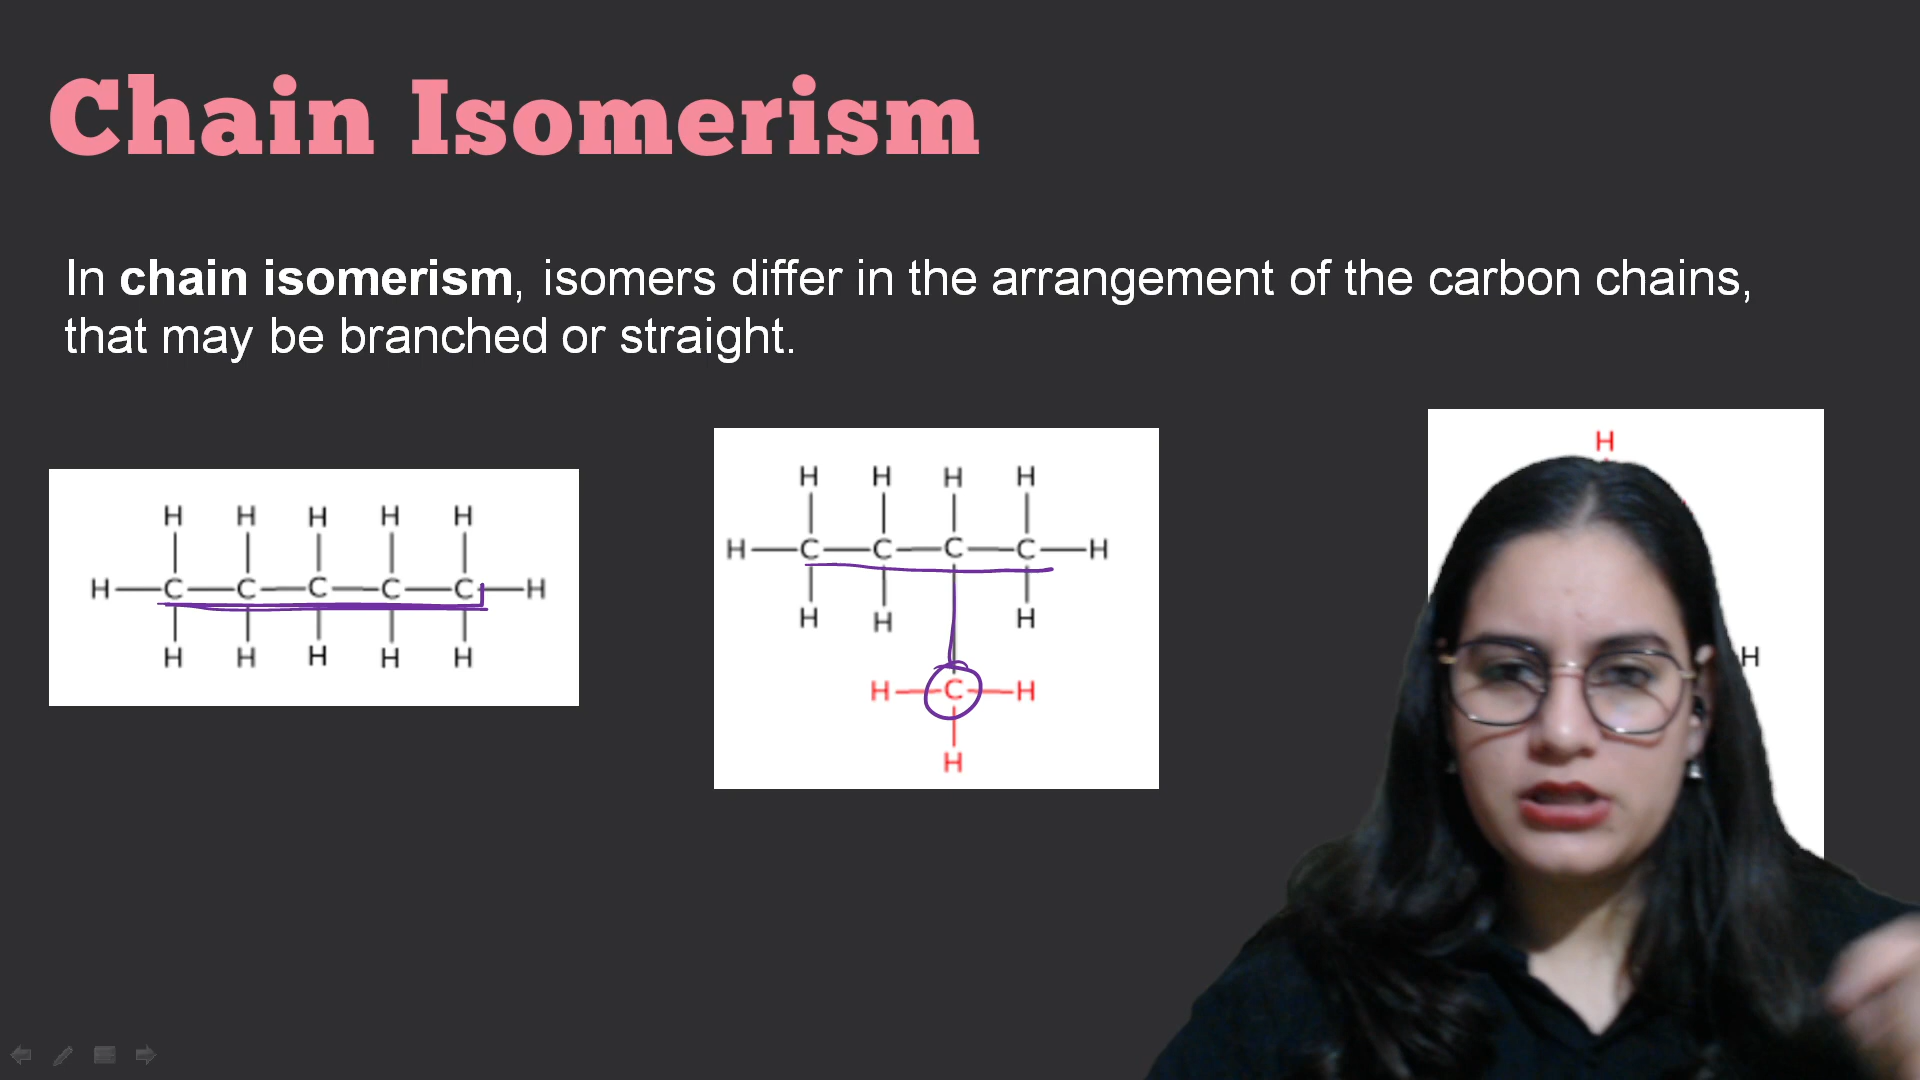 Chain Isomerism
In chain isomerism, isomers differ in the arrangement of the carbon chains,
that may be branched or straight.
H H H H H
H C C C C C H
H H H H H
H H H H
H C C C C H
H H H
H C H
H
H
H